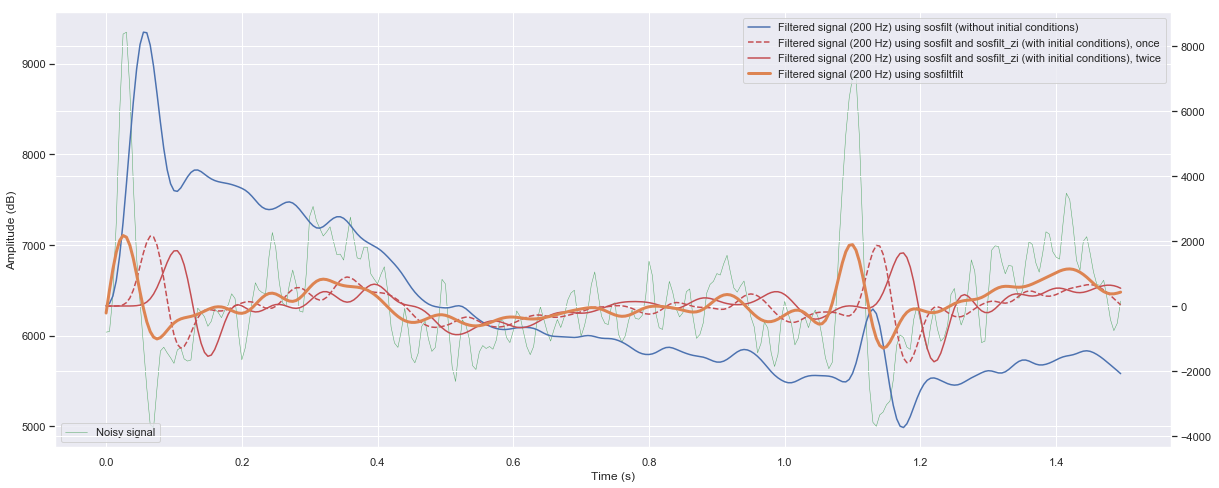 Filtered signal (200 Hz) using sosfilt (without initial conditions)
Filtered signal (200 Hz) using sosfilt and sosfilt_zi (with initial conditions), once
Filtered signal (200 Hz) using sosfilt and sosfilt_zi (with initial conditions), twice
Filtered signal (200 Hz) using sosfiltfilt
9000
8000
7000
6000
5000
Amplitude (dB)
8000
6000
4000
2000
0
−2000
−4000
Noisy signal
0.0 0.2 0.4 0.6 0.8 1.0 1.2 1.4
Time (s)